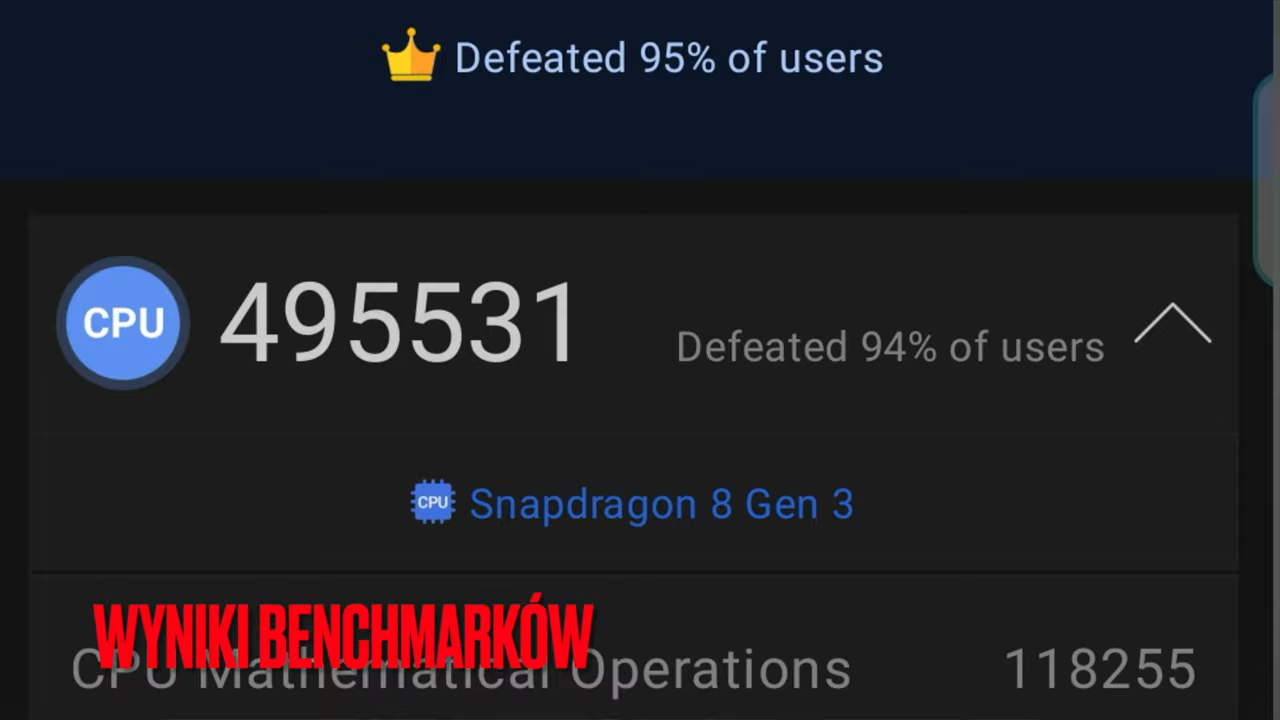 Defeated 95% of users
CPU 495531 Defeated 94% of users
CPU Snapdragon 8 Gen 3
WYNIKI BENCHMARKÓW
CPU Mathematical Operations 118255